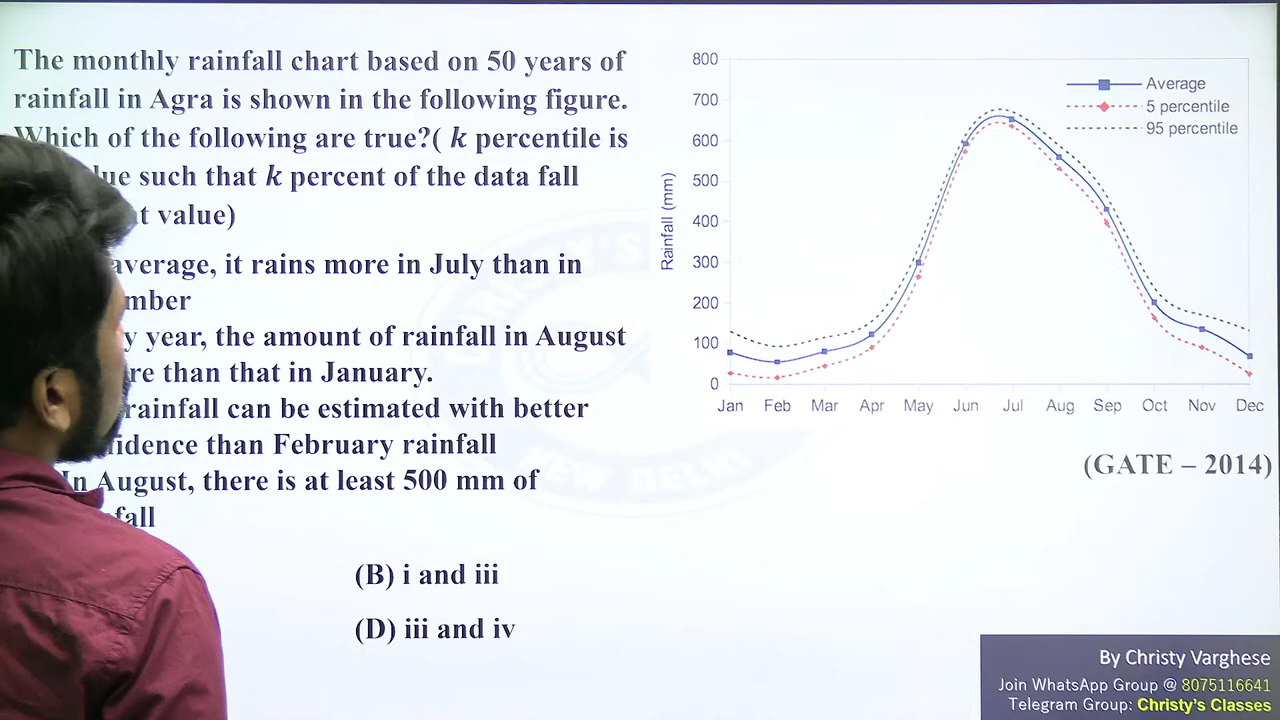 The monthly rainfall chart based on 50 years of
rainfall in Agra is shown in the following figure.
Which of the following are true?( k percentile is
such that k percent of the data fall
value)
average, it rains more in July than in
year, the amount of rainfall in August
than that in January.
rainfall can be estimated with better
than February rainfall
In August, there is at least 500 mm of
(B) i and iii
(D) iii and iv
800
700
600
500
400
300
200
100
0
Rainfall (mm)
Average
5 percentile
95 percentile
Jan Feb Mar Apr May Jun Jul Aug Sep Oct Nov Dec
(GATE – 2014)
By Christy Varghese
Join WhatsApp Group @ 8075116641
Telegram Group: Christy's Classes